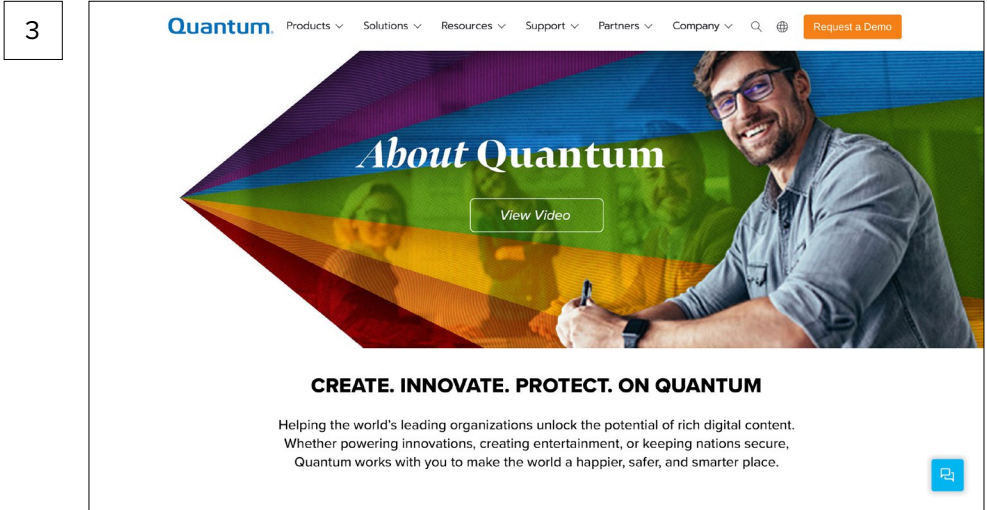 3
Quantum. Products Solutions Resources Support Partners Company Request a Demo
About Quantum
View Video
CREATE. INNOVATE. PROTECT. ON QUANTUM
Helping the world's leading organizations unlock the potential of rich digital content.
Whether powering innovations, creating entertainment, or keeping nations secure,
Quantum works with you to make the world a happier, safer, and smarter place.